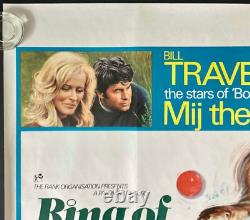 BILL
TRAVE
the stars of 'Bo
Mij the
THE RANK ORGANISATION PRESENTS
Ring of